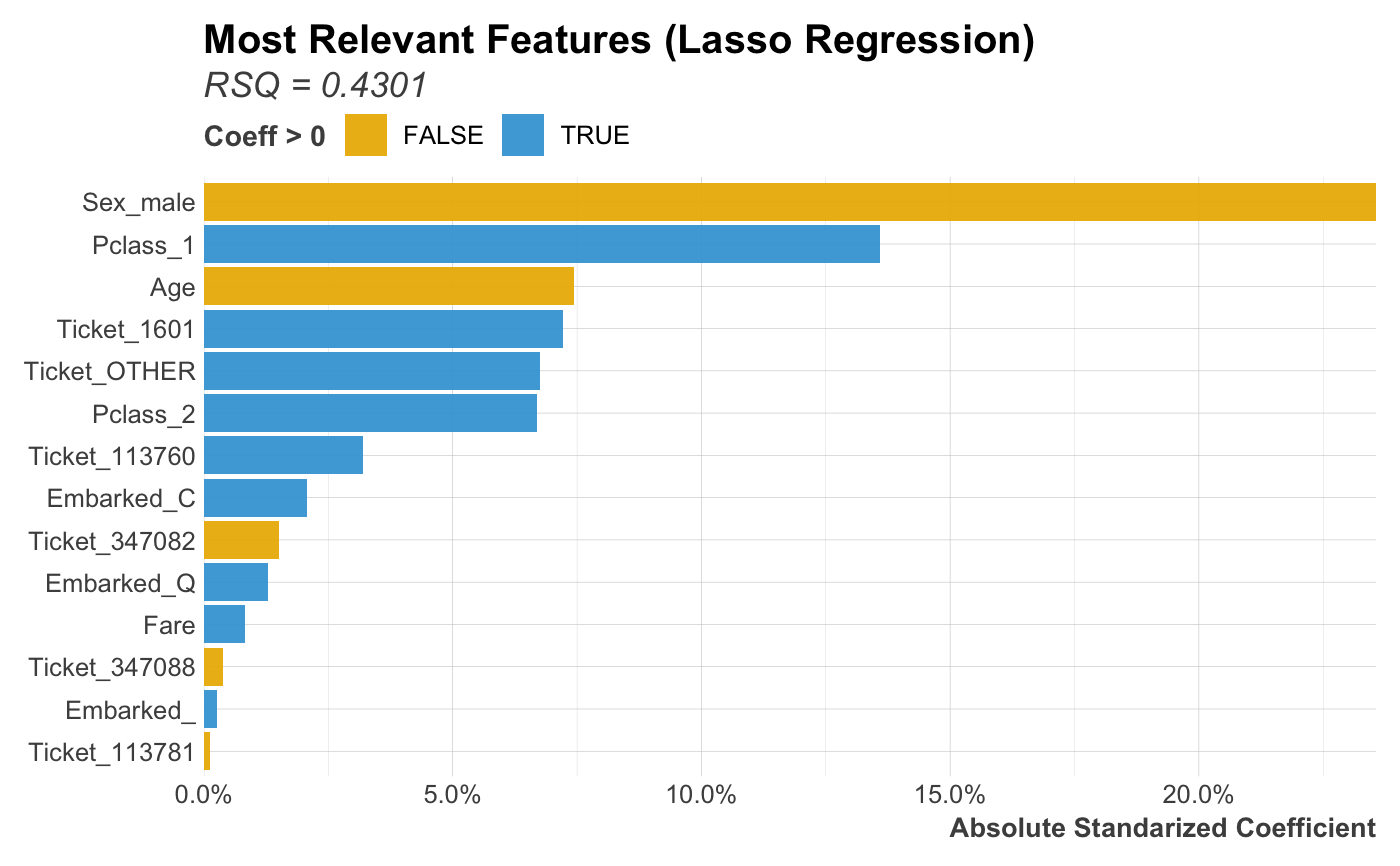 Most Relevant Features (Lasso Regression)
RSQ = 0.4301
Coeff > 0 FALSE TRUE
Sex_male
Pclass_1
Age
Ticket_1601
Ticket_OTHER
Pclass_2
Ticket_113760
Embarked_C
Ticket_347082
Embarked_Q
Fare
Ticket_347088
Embarked_
Ticket_113781
0.0% 5.0% 10.0% 15.0% 20.0%
Absolute Standarized Coefficient